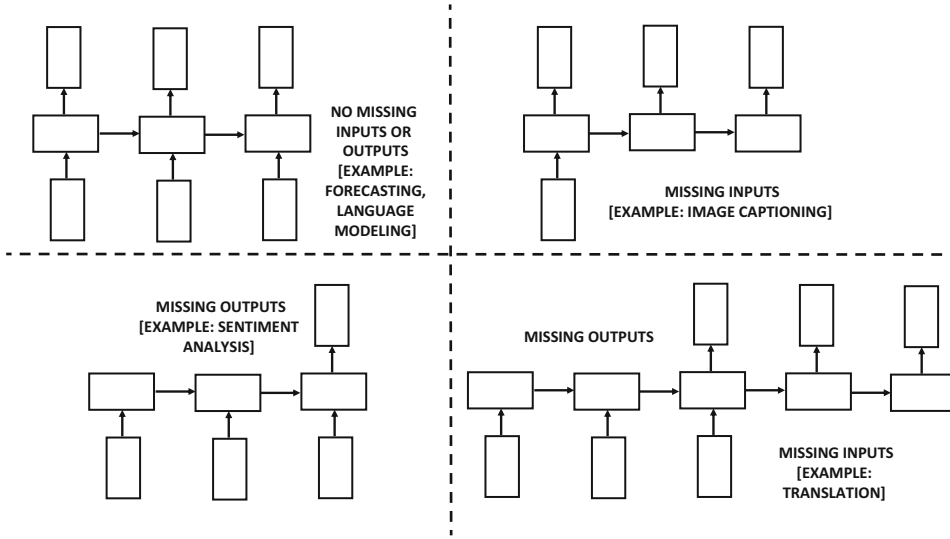 NO MISSING
INPUTS OR
OUTPUTS
[EXAMPLE:
FORECASTING,
LANGUAGE
MODELING]
MISSING INPUTS
[EXAMPLE: IMAGE CAPTIONING]
MISSING OUTPUTS
[EXAMPLE: SENTIMENT
ANALYSIS]
MISSING OUTPUTS
MISSING INPUTS
[EXAMPLE:
TRANSLATION]